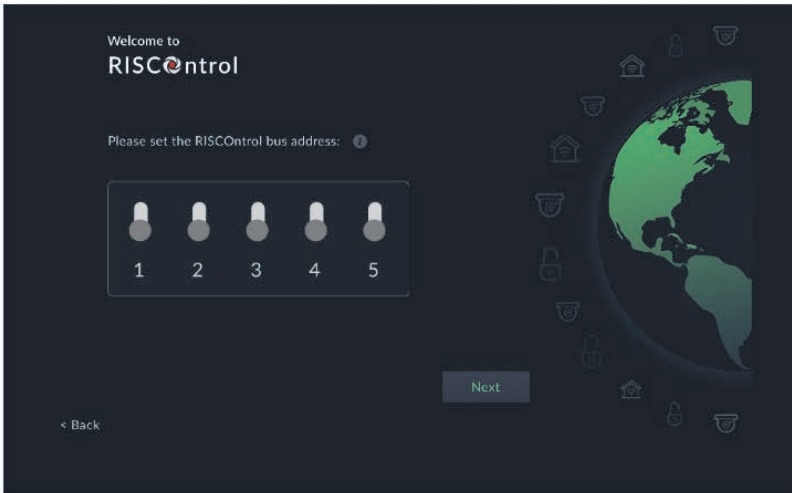 Welcome to
RISCOntrol
Please set the RISCOntrol bus address:
1 2 3 4 5
Next
< Back